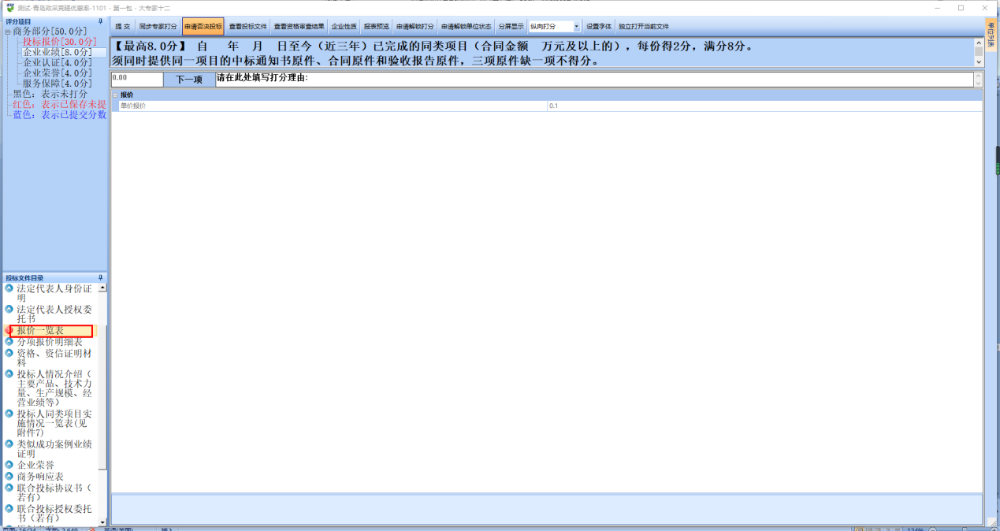 测试-青岛政采竞磋优惠率-1101 - 第一包 - 大专家十二
评分项目
商务部分[50.0分]
投标报价[30.0分]
企业业绩[8.0分]
企业认证[4.0分]
企业荣誉[4.0分]
服务保障[4.0分]
黑色: 表示未打分
红色: 表示已保存未提
蓝色: 表示已提交分数
提 交 同步专家打分 申请否决投标 查看投标文件 查看资格审查结果 企业性质 报表预览 申请解锁打分 申请解锁单位状态 分屏显示 纵向打分 设置字体 独立打开当前文件
单位列表
【最高8.0分】 自 年 月 日至今（近三年）已完成的同类项目（合同金额 万元及以上的），每份得2分，满分8分。
须同时提供同一项目的中标通知书原件、合同原件和验收报告原件，三项原件缺一项不得分。
0.00 下一项 请在此处填写打分理由:
报价
单价报价 0.1
投标文件目录
法定代表人身份证
明
法定代表人授权委
托书
报价一览表
分项报价明细表
资格、资信证明材
料
投标人情况介绍（
主要产品、技术力
量、生产规模、经
营业绩等）
投标人同类项目实
施情况一览表(见
附件7)
类似成功案例业绩
证明
企业荣誉
商务响应表
联合投标协议书（
若有）
联合投标授权委托
书（若有）